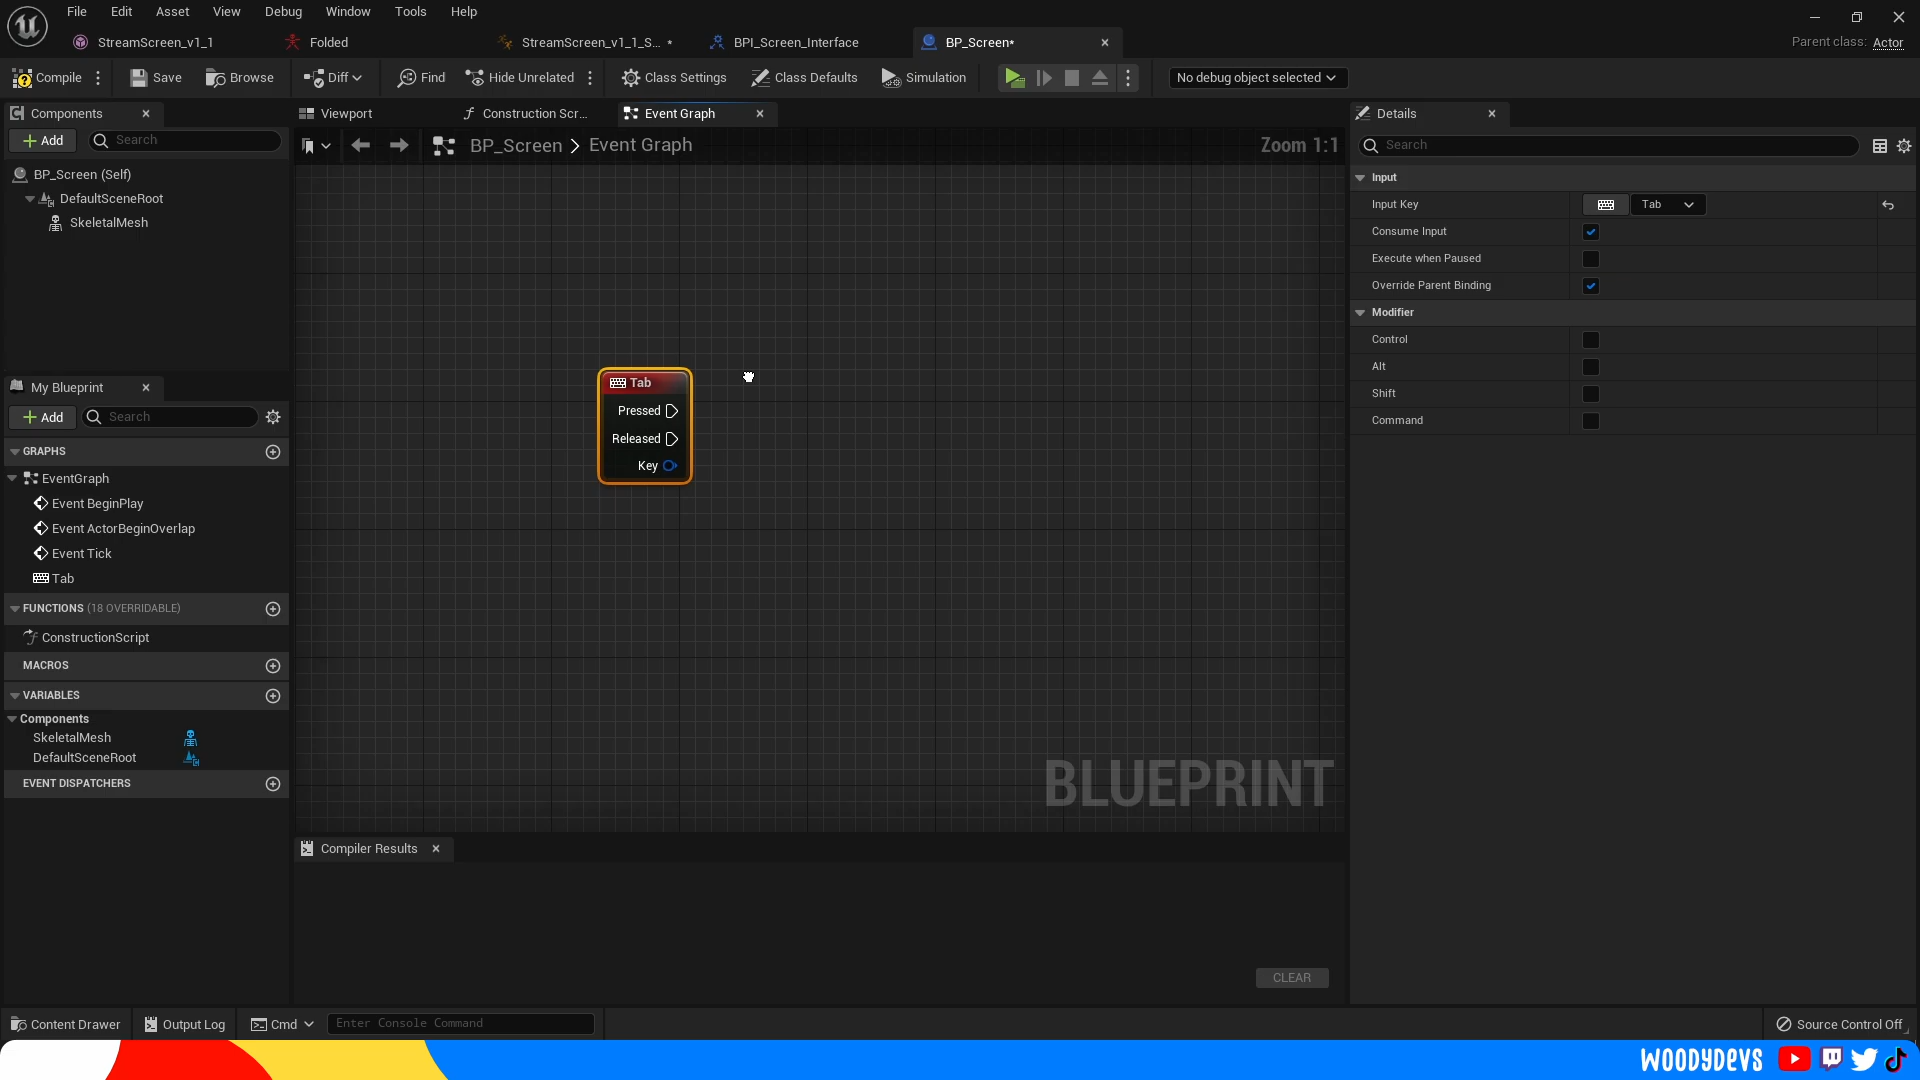 File Edit Asset View Debug Window Tools Help
StreamScreen_v1_1 Folded StreamScreen_v1_1_S... * BPI_Screen_Interface BP_Screen*
Parent class: Actor
Compile Save Browse Diff Find Hide Unrelated Class Settings Class Defaults Simulation No debug object selected
Components
Add Search
BP_Screen (Self)
DefaultSceneRoot
SkeletalMesh
My Blueprint
Add Search
GRAPHS
EventGraph
Event BeginPlay
Event ActorBeginOverlap
Event Tick
Tab
FUNCTIONS (18 OVERRIDABLE)
ConstructionScript
MACROS
VARIABLES
Components
SkeletalMesh
DefaultSceneRoot
EVENT DISPATCHERS
Viewport Construction Scr... Event Graph
BP_Screen > Event Graph Zoom 1:1
Tab
Pressed
Released
Key
BLUEPRINT
Compiler Results
CLEAR
Details
Search
Input
Input Key Tab
Consume Input
Execute when Paused
Override Parent Binding
Modifier
Control
Alt
Shift
Command
Content Drawer Output Log Cmd Enter Console Command Source Control Off
WOODYDEVS